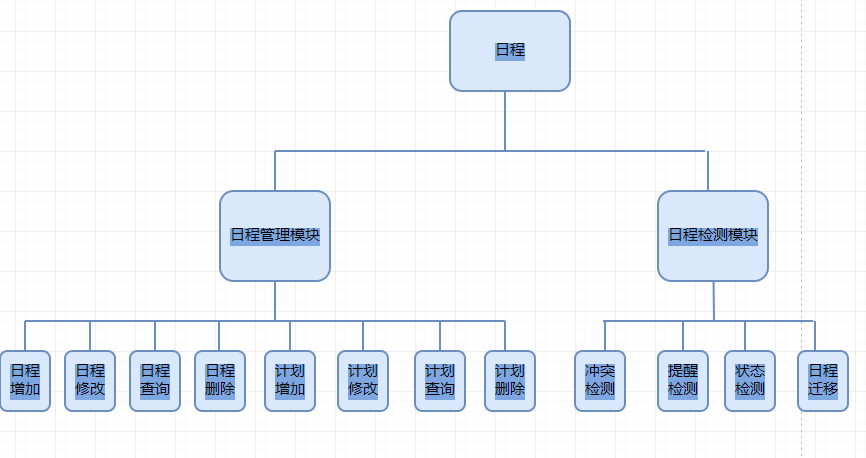 日程
日程管理模块
日程检测模块
日程
增加
日程
修改
日程
查询
日程
删除
计划
增加
计划
修改
计划
查询
计划
删除
冲突
检测
提醒
检测
状态
检测
日程
迁移